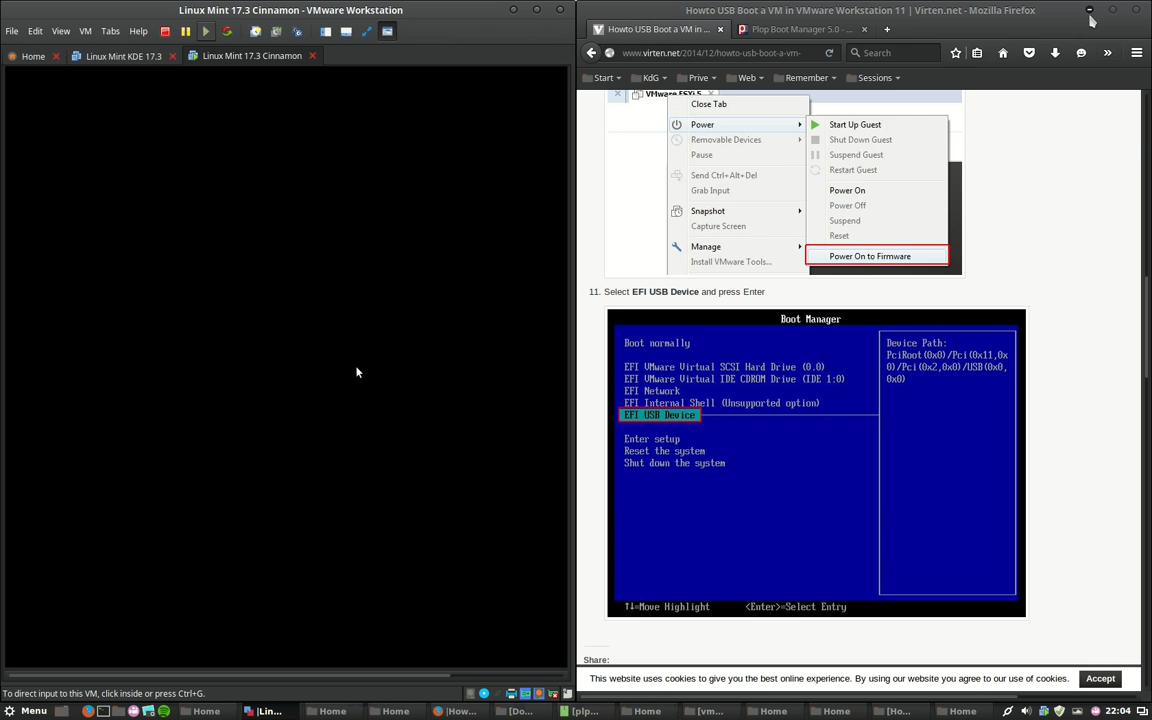 Linux Mint 17.3 Cinnamon - VMware Workstation
File Edit View VM Tabs Help
Home
Linux Mint KDE 17.3
Linux Mint 17.3 Cinnamon
To direct input to this VM, click inside or press Ctrl+G.
Howto USB Boot a VM in VMware Workstation 11 | Virten.net - Mozilla Firefox
Howto USB Boot a VM in ...
Plop Boot Manager 5.0 - ...
www.virten.net/2014/12/howto-usb-boot-a-vm-
Search
Start
KdG
Prive
Web
Remember
Sessions
VMware ESXi 5
Close Tab
Power
Removable Devices
Pause
Send Ctrl+Alt+Del
Grab Input
Snapshot
Capture Screen
Manage
Install VMware Tools...
Start Up Guest
Shut Down Guest
Suspend Guest
Restart Guest
Power On
Power Off
Suspend
Reset
Power On to Firmware
11. Select EFI USB Device and press Enter
Boot Manager
Boot normally
EFI VMware Virtual SCSI Hard Drive (0.0)
EFI VMware Virtual IDE CDROM Drive (IDE 1:0)
EFI Network
EFI Internal Shell (Unsupported option)
EFI USB Device
Enter setup
Reset the system
Shut down the system
Device Path:
PciRoot(0x0)/Pci(0x11,0x
0)/Pci(0x2,0x0)/USB(0x0,
0x0)
↑↓=Move Highlight <Enter>=Select Entry
Share:
This website uses cookies to give you the best online experience. By using our website you agree to our use of cookies.
Accept
Menu
Home
|Lin...
Home
Home
|How...
[Do...
[plp...
Home
[vm...
Home
[Ho...
Home
22:04